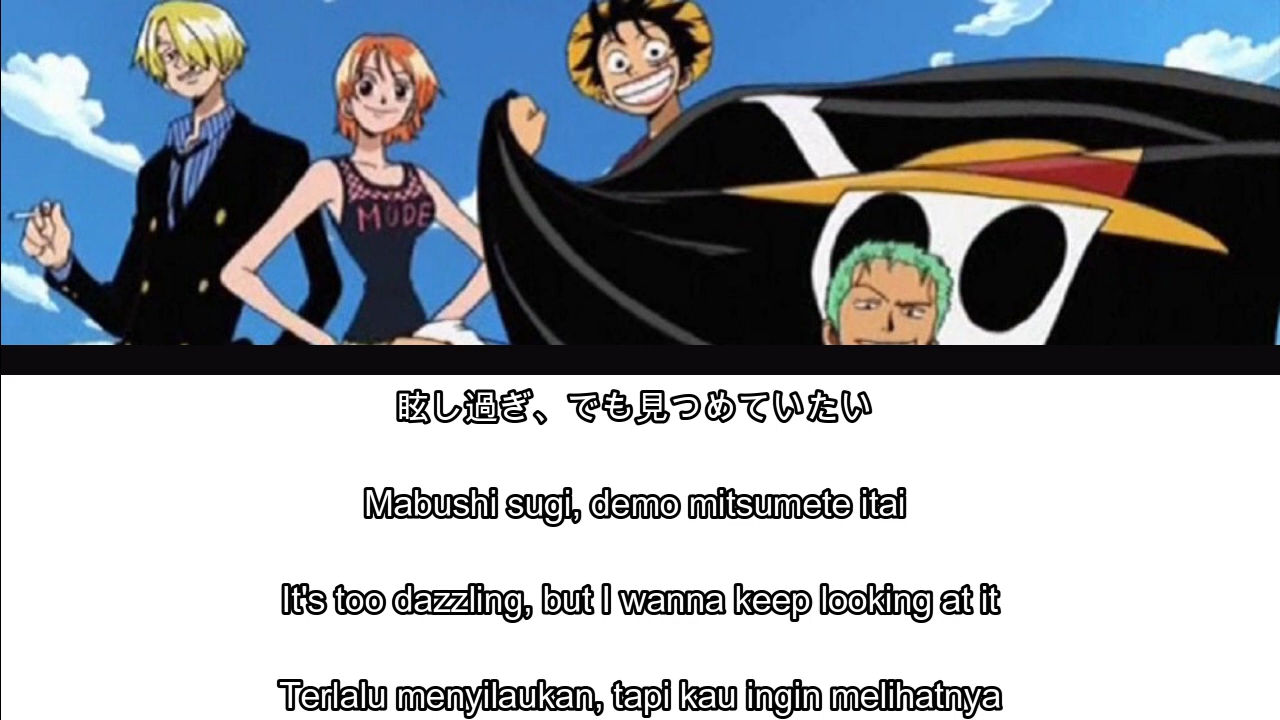 MUDE
眩し過ぎ、でも見つめていたい
Mabushi sugi, demo mitsumete itai
It's too dazzling, but I wanna keep looking at it
Terlalu menyilaukan, tapi kau ingin melihatnya